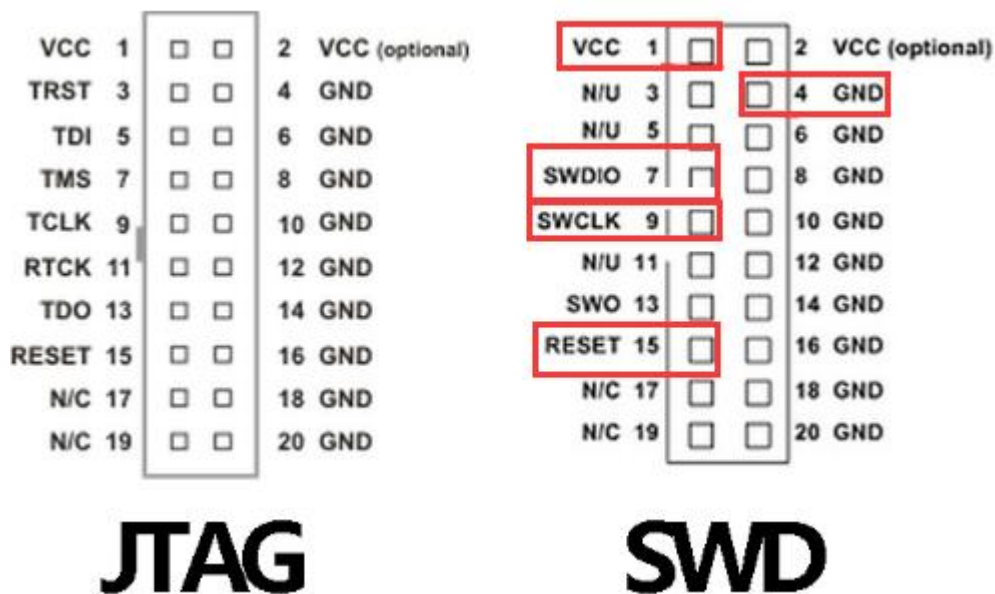 VCC 1 2 VCC (optional)
TRST 3 4 GND
TDI 5 6 GND
TMS 7 8 GND
TCLK 9 10 GND
RTCK 11 12 GND
TDO 13 14 GND
RESET 15 16 GND
N/C 17 18 GND
N/C 19 20 GND
JTAG
VCC 1 2 VCC (optional)
N/U 3 4 GND
N/U 5 6 GND
SWDIO 7 8 GND
SWCLK 9 10 GND
N/U 11 12 GND
SWO 13 14 GND
RESET 15 16 GND
N/C 17 18 GND
N/C 19 20 GND
SWD